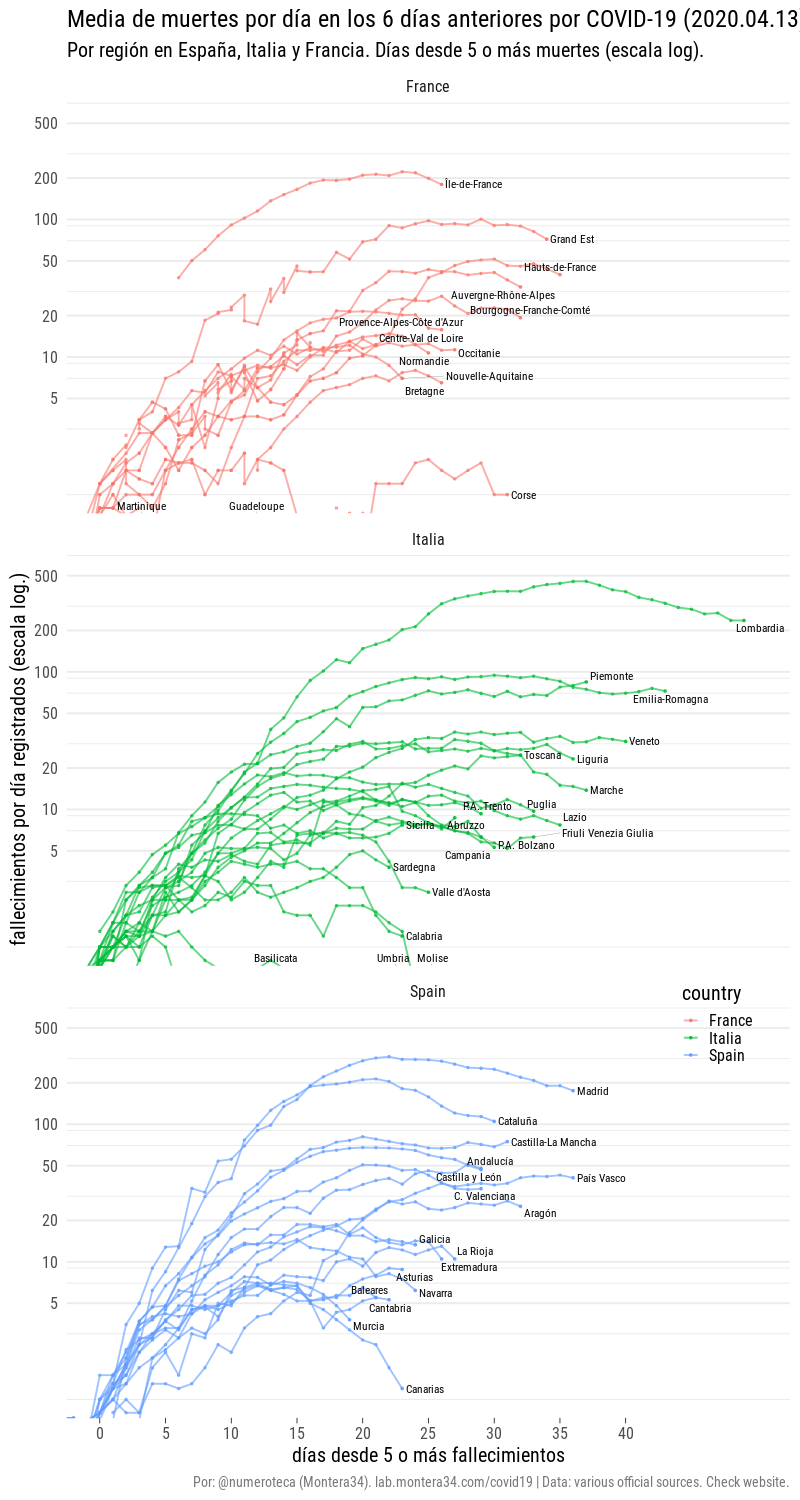 Media de muertes por día en los 6 días anteriores por COVID-19 (2020.04.13)
Por región en España, Italia y Francia. Días desde 5 o más muertes (escala log).
France
500
200
100
50
20
10
5
Île-de-France
Grand Est
Hauts-de-France
Auvergne-Rhône-Alpes
Bourgogne-Franche-Comté
Provence-Alpes-Côte d'Azur
Centre-Val de Loire
Occitanie
Normandie
Nouvelle-Aquitaine
Bretagne
Corse
Martinique
Guadeloupe
Italia
500
200
100
50
20
10
5
Lombardia
Piemonte
Emilia-Romagna
Veneto
Toscana
Liguria
Marche
P.A. Trento
Puglia
Lazio
Sicilia
Abruzzo
Friuli Venezia Giulia
P.A. Bolzano
Campania
Sardegna
Valle d'Aosta
Calabria
Basilicata
Umbria
Molise
fallecimientos por día registrados (escala log.)
Spain
500
200
100
50
20
10
5
country
France
Italia
Spain
Madrid
Cataluña
Castilla-La Mancha
Andalucía
Castilla y León
País Vasco
C. Valenciana
Aragón
Galicia
La Rioja
Extremadura
Asturias
Navarra
Baleares
Cantabria
Murcia
Canarias
0 5 10 15 20 25 30 35 40
días desde 5 o más fallecimientos
Por: @numeroteca (Montera34). lab.montera34.com/covid19 | Data: various official sources. Check website.